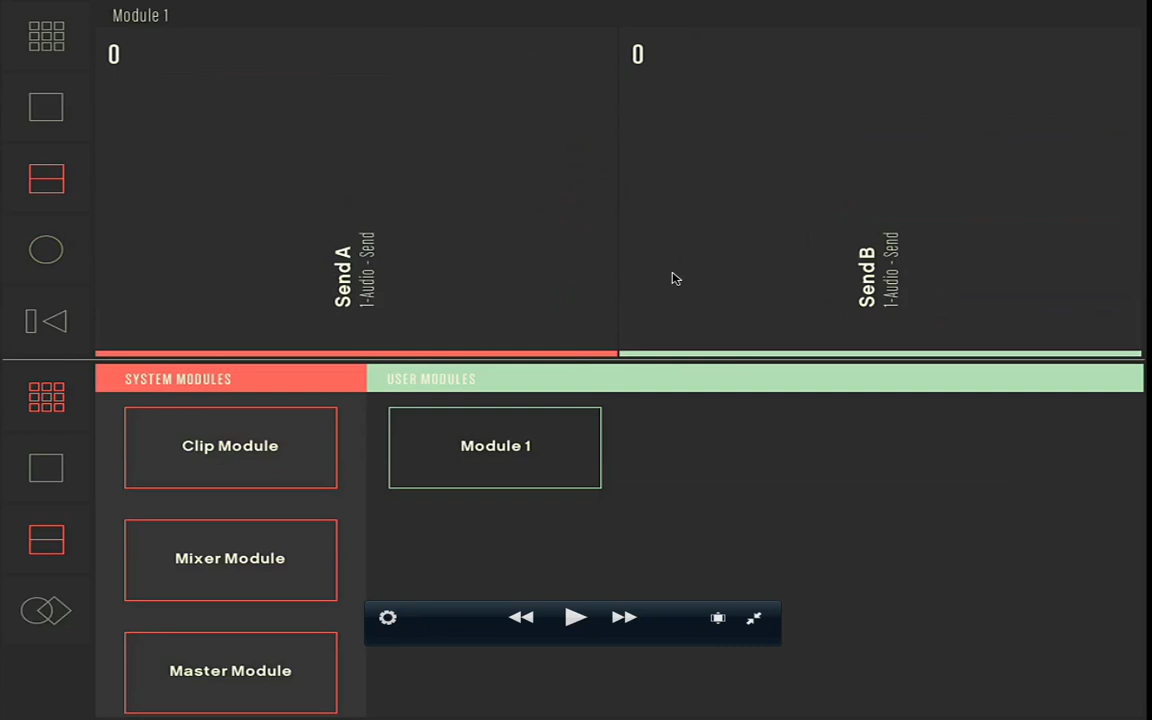 Module 1
0
0
Send A
1-Audio - Send
Send B
1-Audio - Send
SYSTEM MODULES
USER MODULES
Clip Module
Module 1
Mixer Module
Master Module